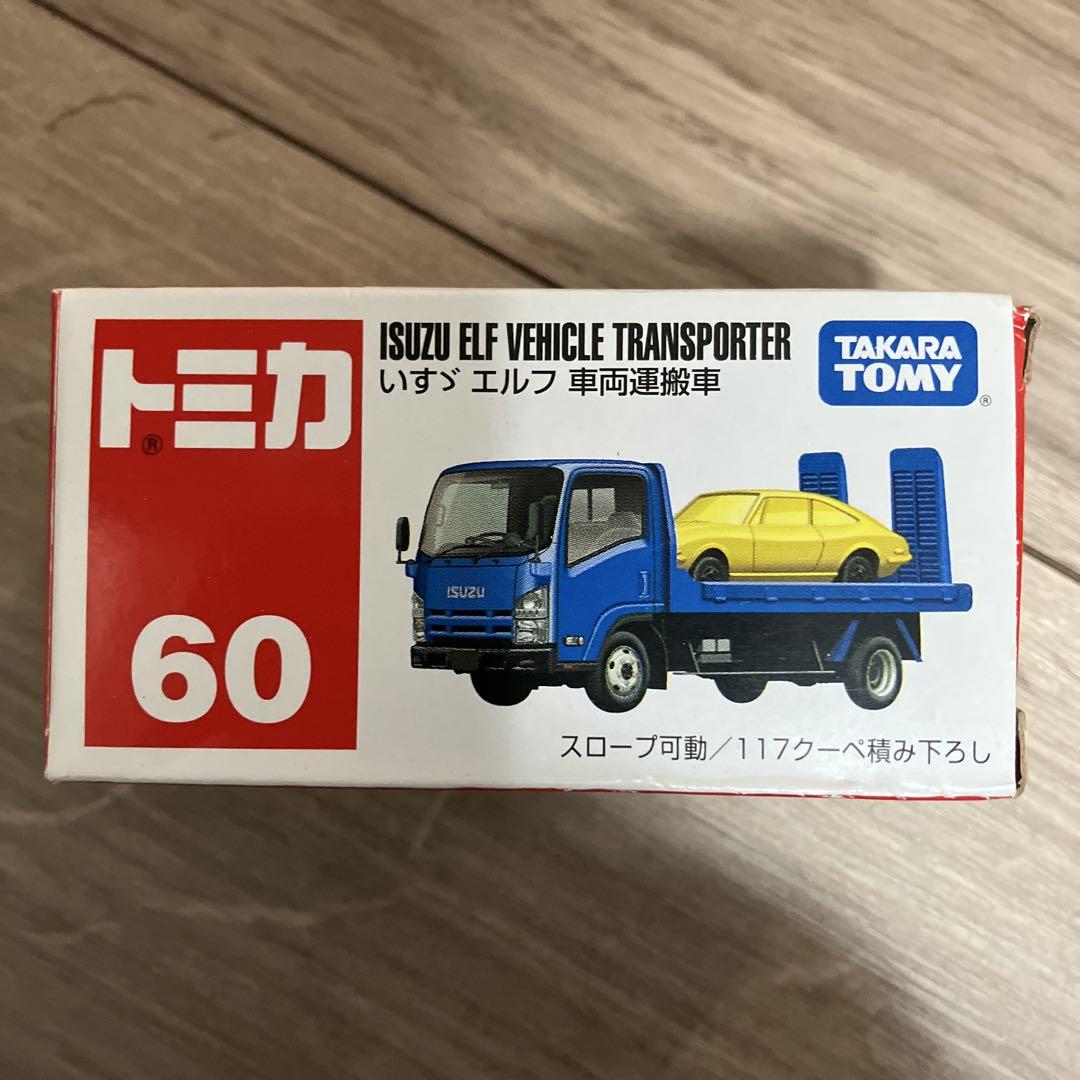 トミカ
®
60
ISUZU ELF VEHICLE TRANSPORTER
いすゞ エルフ 車両運搬車
TAKARA
TOMY
®
ISUZU
スロープ可動／117クーペ積み下ろし